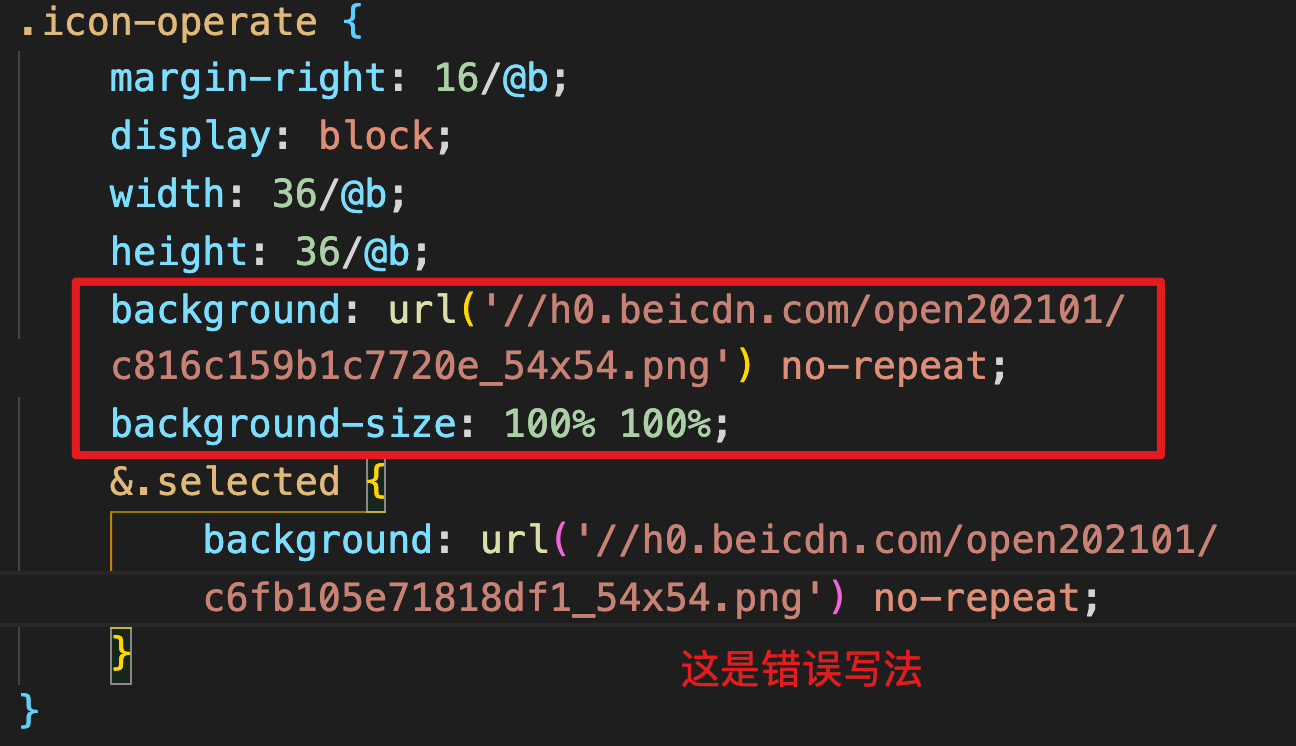 .icon-operate {
margin-right: 16/@b;
display: block;
width: 36/@b;
height: 36/@b;
background: url('//h0.beicdn.com/open202101/
c816c159b1c7720e_54x54.png') no-repeat;
background-size: 100% 100%;
&.selected {
background: url('//h0.beicdn.com/open202101/
c6fb105e71818df1_54x54.png') no-repeat;
}
这是错误写法
}